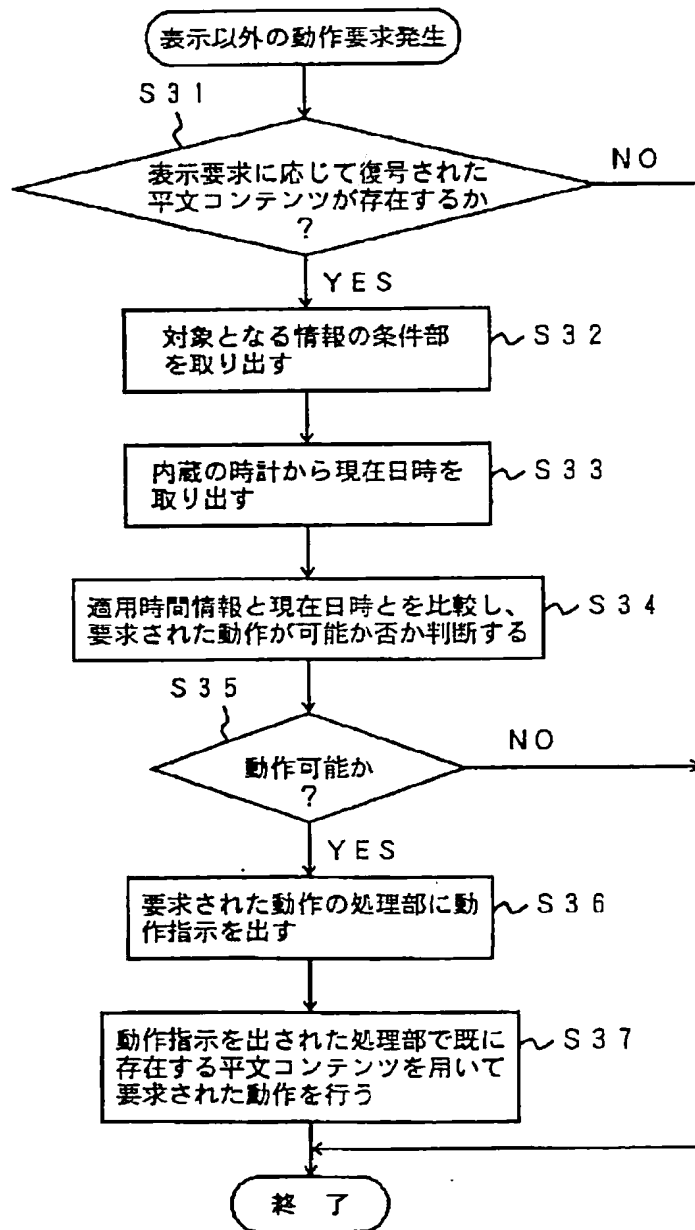 表示以外の動作要求発生
S31
表示要求に応じて復号された
平文コンテンツが存在するか
?
NO
YES
対象となる情報の条件部
を取り出す
S32
内蔵の時計から現在日時を
取り出す
S33
適用時間情報と現在日時とを比較し、
要求された動作が可能か否か判断する
S34
S35
動作可能か
?
NO
YES
要求された動作の処理部に動
作指示を出す
S36
動作指示を出された処理部で既に
存在する平文コンテンツを用いて
要求された動作を行う
S37
終 了